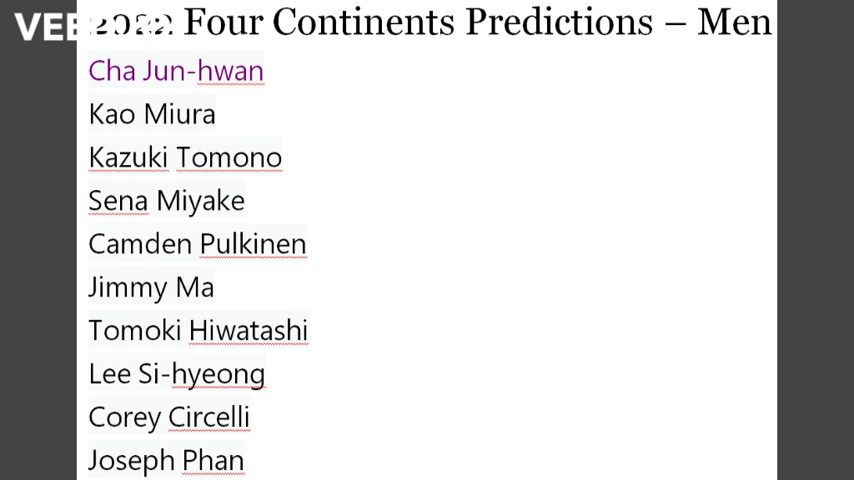 2022 Four Continents Predictions – Men
Cha Jun-hwan
Kao Miura
Kazuki Tomono
Sena Miyake
Camden Pulkinen
Jimmy Ma
Tomoki Hiwatashi
Lee Si-hyeong
Corey Circelli
Joseph Phan